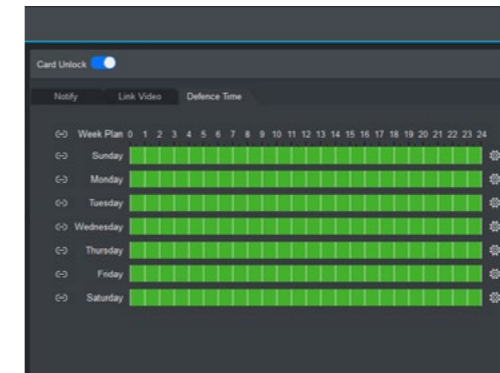 Card Unlock
Notify Link Video Defence Time
Week Plan 0 1 2 3 4 5 6 7 8 9 10 11 12 13 14 15 16 17 18 19 20 21 22 23 24
Sunday
Monday
Tuesday
Wednesday
Thursday
Friday
Saturday